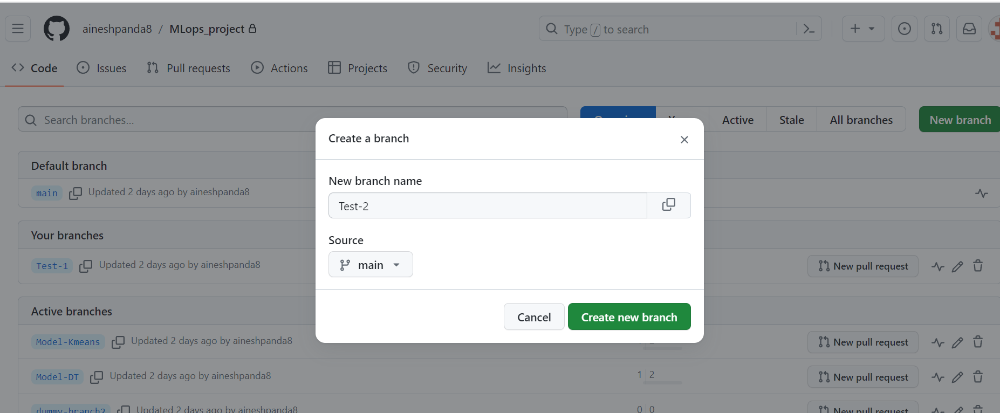 aineshpanda8 / MLops_project
Type / to search
Code Issues Pull requests Actions Projects Security Insights
Search branches...
Active Stale All branches New branch
Create a branch
New branch name
Test-2
Source
main
Cancel Create new branch
Default branch
main Updated 2 days ago by aineshpanda8
Your branches
Test-1 Updated 2 days ago by aineshpanda8 New pull request
Active branches
Model-Kmeans Updated 2 days ago by aineshpanda8 New pull request
Model-DT Updated 2 days ago by aineshpanda8 1 2 New pull request
dummy-branch2 Updated 2 days ago by aineshpanda8 0 0 New pull request